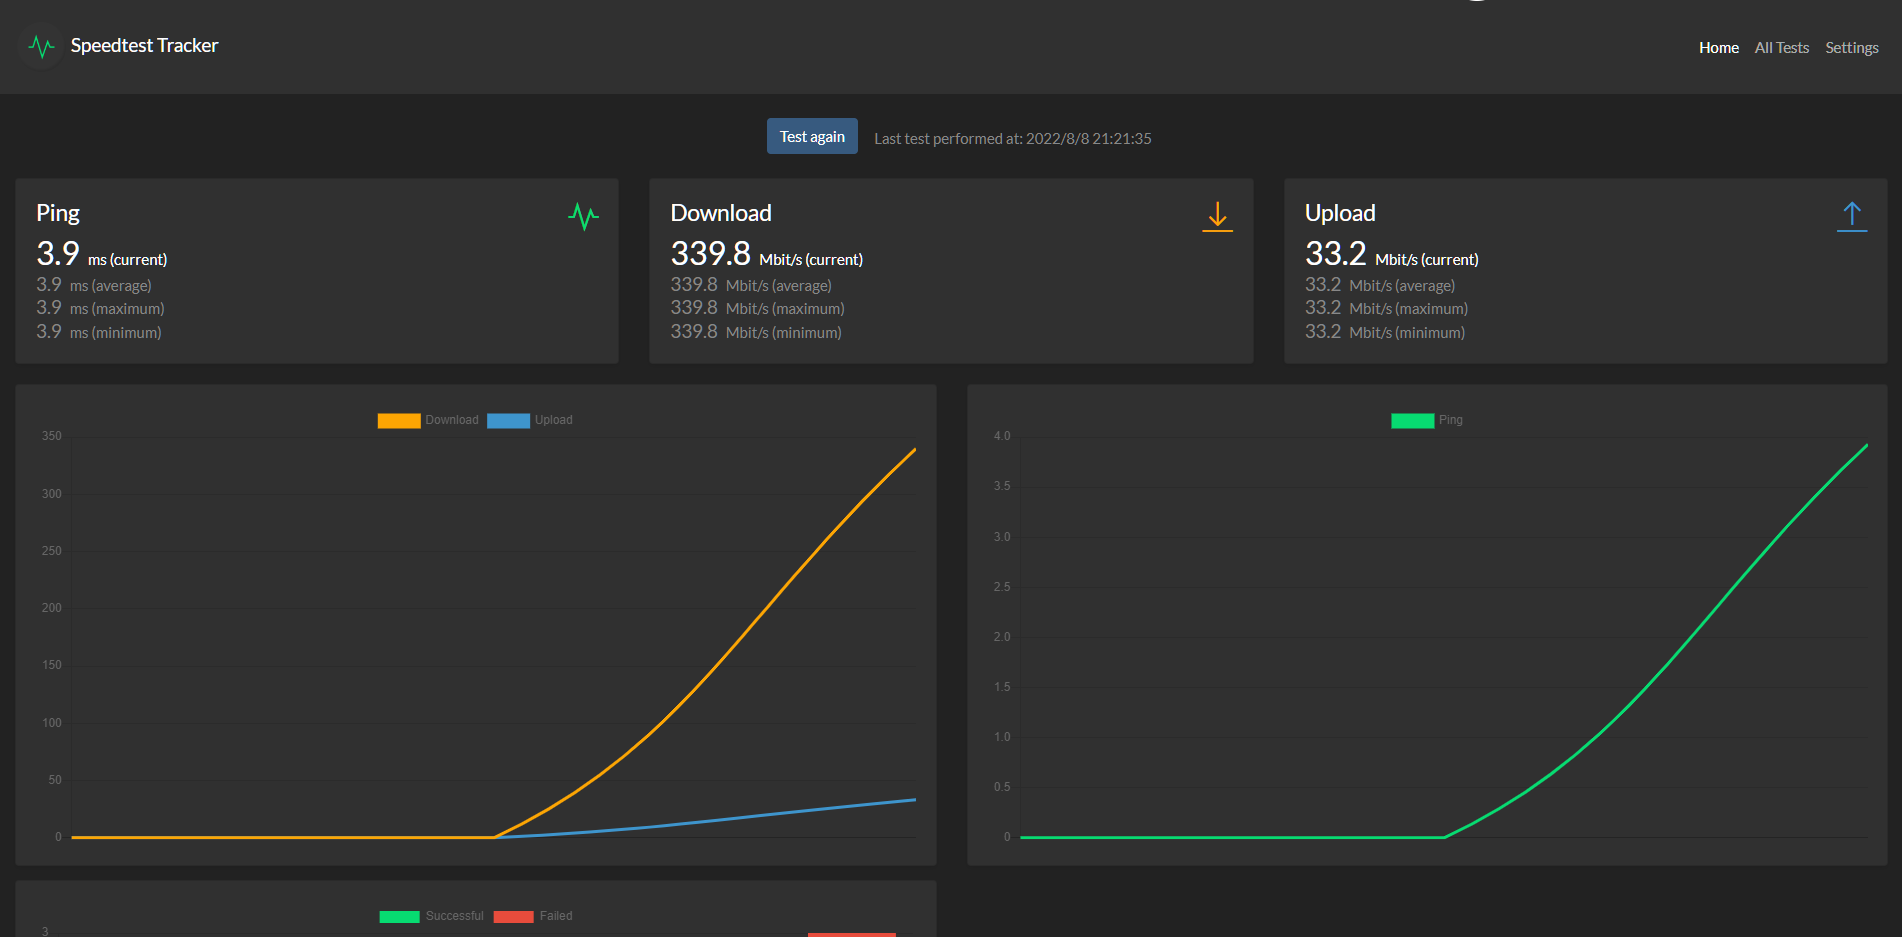 Speedtest Tracker
Home All Tests Settings
Test again Last test performed at: 2022/8/8 21:21:35
Ping
3.9 ms (current)
3.9 ms (average)
3.9 ms (maximum)
3.9 ms (minimum)
Download
339.8 Mbit/s (current)
339.8 Mbit/s (average)
339.8 Mbit/s (maximum)
339.8 Mbit/s (minimum)
Upload
33.2 Mbit/s (current)
33.2 Mbit/s (average)
33.2 Mbit/s (maximum)
33.2 Mbit/s (minimum)
Download Upload
350
300
250
200
150
100
50
0
Ping
4.0
3.5
3.0
2.5
2.0
1.5
1.0
0.5
0
Successful Failed
3